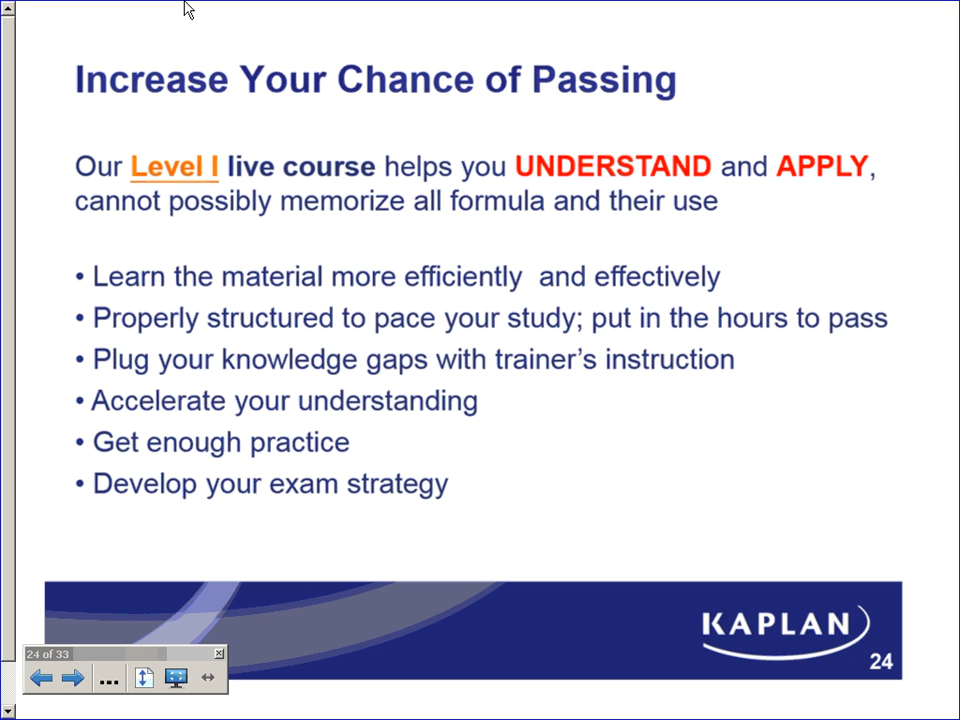 Increase Your Chance of Passing
Our Level I live course helps you UNDERSTAND and APPLY,
cannot possibly memorize all formula and their use
• Learn the material more efficiently  and effectively
• Properly structured to pace your study; put in the hours to pass
• Plug your knowledge gaps with trainer’s instruction
• Accelerate your understanding
• Get enough practice
• Develop your exam strategy
KAPLAN
24
24 of 33
...